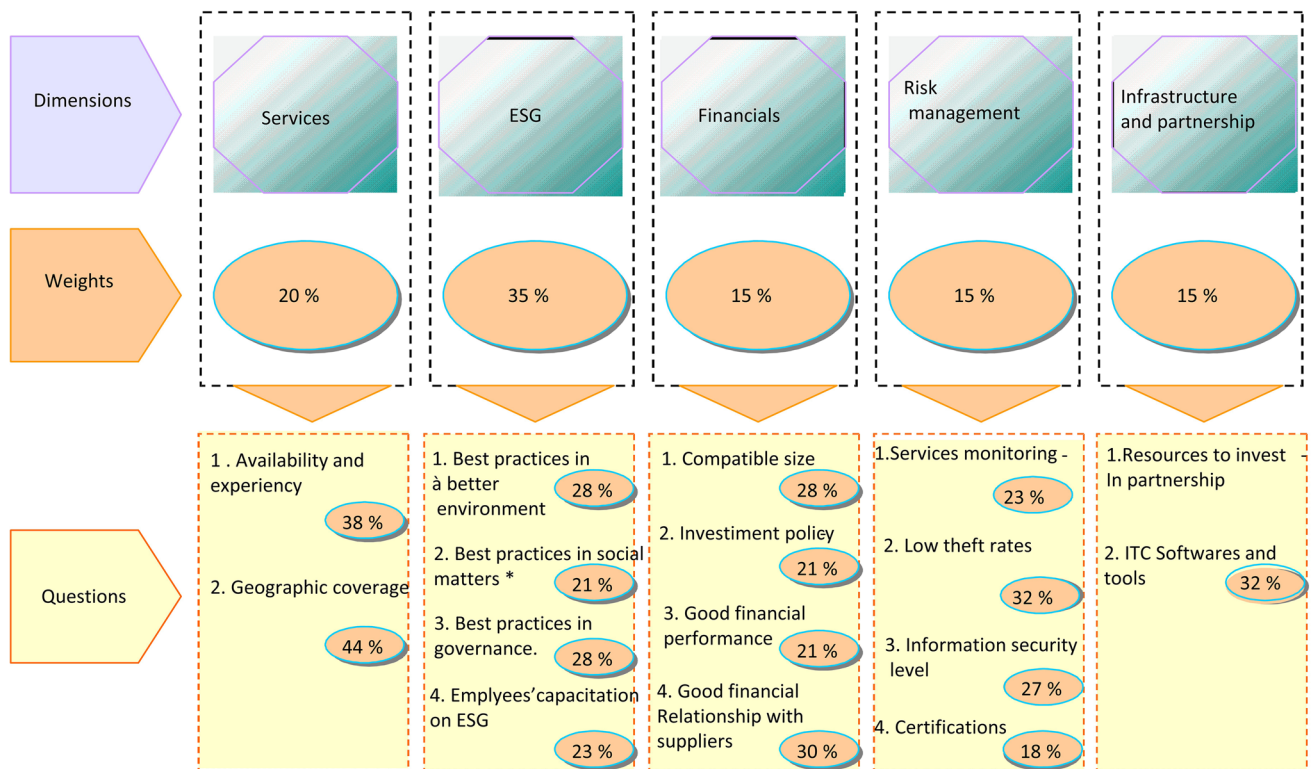 Dimensions
Services
ESG
Financials
Risk
management
Infrastructure
and partnership
Weights
20 %
35 %
15 %
15 %
15 %
Questions
1 . Availability and
experiency
38 %
2. Geographic coverage
44 %
1. Best practices in
à better
environment
28 %
2. Best practices in social
matters *
21 %
3. Best practices in
governance.
28 %
4. Emplyees’capacitation
on ESG
23 %
1. Compatible size
28 %
2. Investiment policy
21 %
3. Good financial
performance
21 %
4. Good financial
Relationship with
suppliers
30 %
1.Services monitoring -
23 %
2. Low theft rates
32 %
3. Information security
level
27 %
4. Certifications
18 %
1.Resources to invest -
In partnership
2. ITC Softwares and
tools
32 %